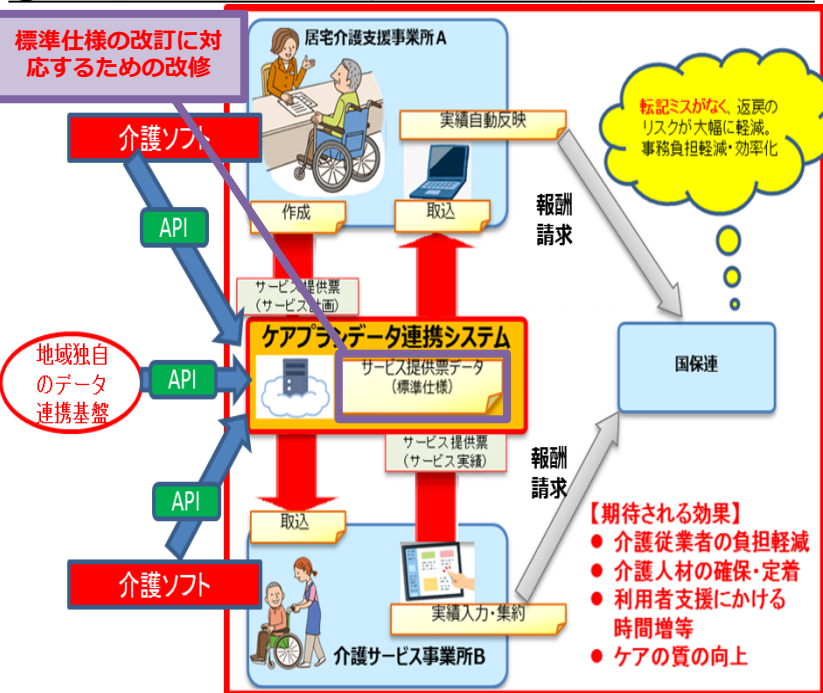 標準仕様の改訂に対
応するための改修
居宅介護支援事業所A
転記ミスがなく、返戻の
リスクが大幅に軽減。
事務負担軽減・効率化
介護ソフト
実績自動反映
API
作成
取込
報酬
請求
サービス提供票
(サービス計画)
ケアプランデータ連携システム
地域独自
のデータ
連携基盤
API
サービス提供票データ
(標準仕様)
国保連
サービス提供票
(サービス実績)
報酬
請求
API
取込
【期待される効果】
● 介護従業者の負担軽減
● 介護人材の確保・定着
● 利用者支援にかける
時間増等
● ケアの質の向上
介護ソフト
実績入力・集約
介護サービス事業所B